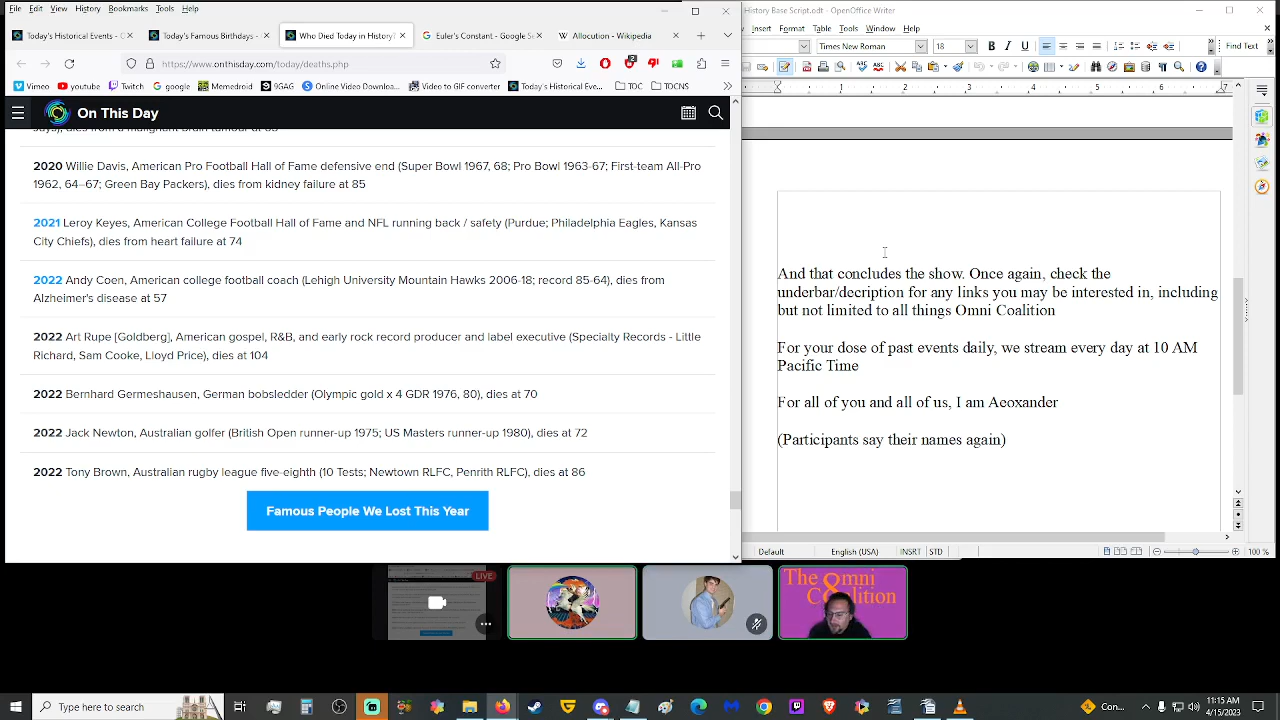 File Edit View History Bookmarks Tools Help
Today in Historical Events - C
Today's Famous Birthdays -
Who Died Today in History?
Euler's Constant - Google Se
Allocution - Wikipedia
https://www.onthisday.com/today/deaths.php
Vimeo youtube Twitch google Memedroid 9GAG Online Video Downloa... Video to GIF converter Today's Historical Eve... TOC TOCNS
On This Day
2020 Willie Davis, American Pro Football Hall of Fame defensive end (Super Bowl 1967, 68; Pro Bowl 1963-67; First-team All-Pro
1962, 64–67; Green Bay Packers), dies from kidney failure at 85
2021 Leroy Keyes, American College Football Hall of Fame and NFL running back / safety (Purdue; Philadelphia Eagles, Kansas
City Chiefs), dies from heart failure at 74
2022 Andy Coen, American college football coach (Lehigh University Mountain Hawks 2006-18; record 85-64), dies from
Alzheimer's disease at 57
2022 Art Rupe [Goldberg], American gospel, R&B, and early rock record producer and label executive (Specialty Records - Little
Richard, Sam Cooke, Lloyd Price), dies at 104
2022 Bernhard Germeshausen, German bobsledder (Olympic gold x 4 GDR 1976, 80), dies at 70
2022 Jack Newton, Australian golfer (British Open runner-up 1975; US Masters runner-up 1980), dies at 72
2022 Tony Brown, Australian rugby league five-eighth (10 Tests; Newtown RLFC, Penrith RLFC), dies at 86
Famous People We Lost This Year
History Base Script.odt - OpenOffice Writer
Insert Format Table Tools Window Help
Times New Roman 18 B I U Find Text
1 2 3 4 5 6 7
And that concludes the show. Once again, check the
underbar/decription for any links you may be interested in, including
but not limited to all things Omni Coalition
For your dose of past events daily, we stream every day at 10 AM
Pacific Time
For all of you and all of us, I am Aeoxander
(Participants say their names again)
Default English (USA) INSRT STD 100 %
LIVE
The Omni
Coalition
Type here to search
Con...
11:15 AM
4/15/2023